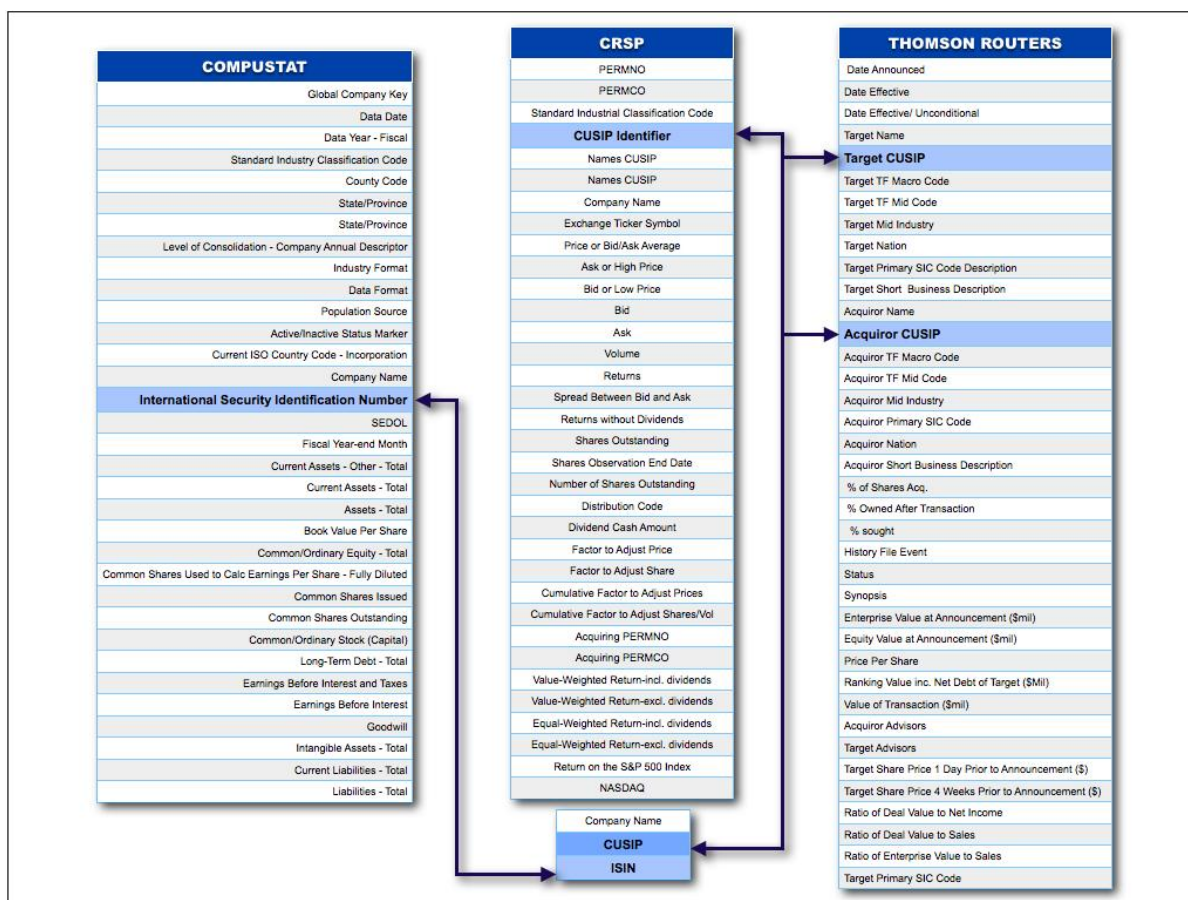 COMPUSTAT
Global Company Key
Data Date
Data Year - Fiscal
Standard Industry Classification Code
County Code
State/Province
State/Province
Level of Consolidation - Company Annual Descriptor
Industry Format
Data Format
Population Source
Active/Inactive Status Marker
Current ISO Country Code - Incorporation
Company Name
International Security Identification Number
SEDOL
Fiscal Year-end Month
Current Assets - Other - Total
Current Assets - Total
Assets - Total
Book Value Per Share
Common/Ordinary Equity - Total
Common Shares Used to Calc Earnings Per Share - Fully Diluted
Common Shares Issued
Common Shares Outstanding
Common/Ordinary Stock (Capital)
Long-Term Debt - Total
Earnings Before Interest and Taxes
Earnings Before Interest
Goodwill
Intangible Assets - Total
Current Liabilities - Total
Liabilities - Total
CRSP
PERMNO
PERMCO
Standard Industrial Classification Code
CUSIP Identifier
Names CUSIP
Names CUSIP
Company Name
Exchange Ticker Symbol
Price or Bid/Ask Average
Ask or High Price
Bid or Low Price
Bid
Ask
Volume
Returns
Spread Between Bid and Ask
Returns without Dividends
Shares Outstanding
Shares Observation End Date
Number of Shares Outstanding
Distribution Code
Dividend Cash Amount
Factor to Adjust Price
Factor to Adjust Share
Cumulative Factor to Adjust Prices
Cumulative Factor to Adjust Shares/Vol
Acquiring PERMNO
Acquiring PERMCO
Value-Weighted Return-incl. dividends
Value-Weighted Return-excl. dividends
Equal-Weighted Return-incl. dividends
Equal-Weighted Return-excl. dividends
Return on the S&P 500 Index
NASDAQ
Company Name
CUSIP
ISIN
THOMSON ROUTERS
Date Announced
Date Effective
Date Effective/ Unconditional
Target Name
Target CUSIP
Target TF Macro Code
Target TF Mid Code
Target Mid Industry
Target Nation
Target Primary SIC Code Description
Target Short Business Description
Acquiror Name
Acquiror CUSIP
Acquiror TF Macro Code
Acquiror TF Mid Code
Acquiror Mid Industry
Acquiror Primary SIC Code
Acquiror Nation
Acquiror Short Business Description
% of Shares Acq.
% Owned After Transaction
% sought
History File Event
Status
Synopsis
Enterprise Value at Announcement ($mil)
Equity Value at Announcement ($mil)
Price Per Share
Ranking Value inc. Net Debt of Target ($Mil)
Value of Transaction ($mil)
Acquiror Advisors
Target Advisors
Target Share Price 1 Day Prior to Announcement ($)
Target Share Price 4 Weeks Prior to Announcement ($)
Ratio of Deal Value to Net Income
Ratio of Deal Value to Sales
Ratio of Enterprise Value to Sales
Target Primary SIC Code